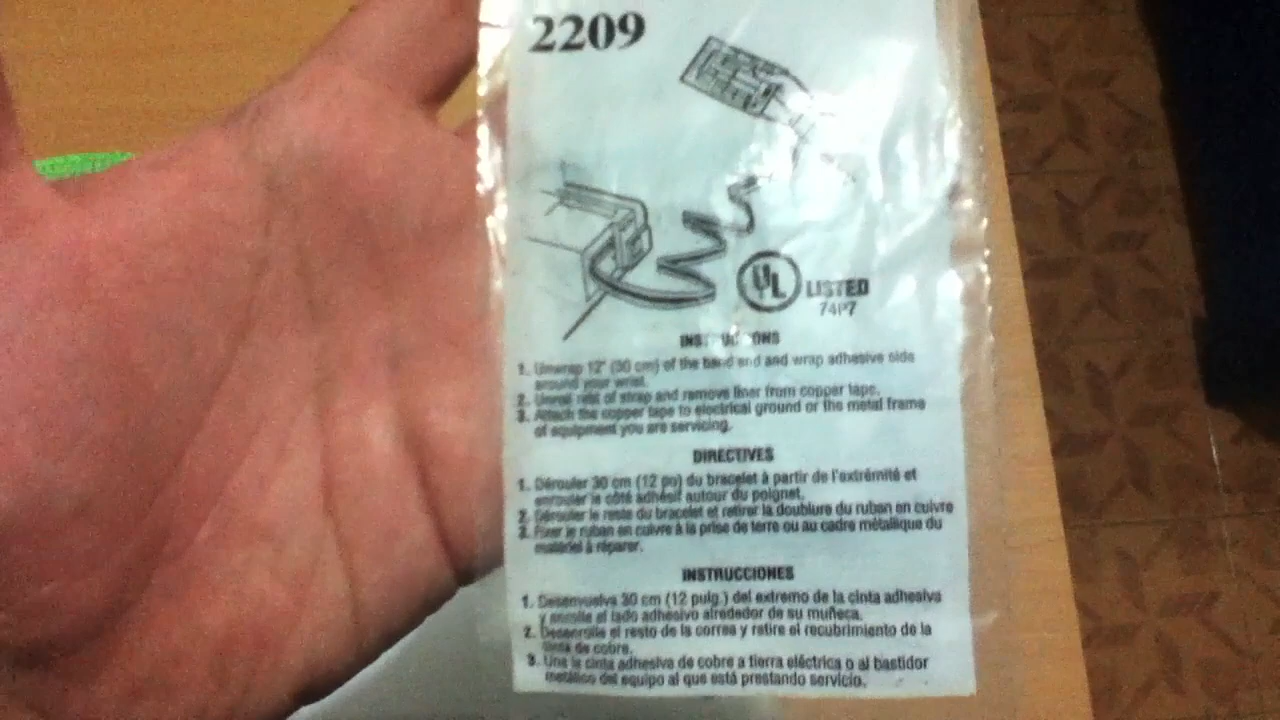 2209
UL LISTED
74P7
INSTRUCTIONS
1. Unwrap 12" (30 cm) of the band end and wrap adhesive side
around your wrist.
2. Unroll rest of strap and remove liner from copper tape.
3. Attach the copper tape to electrical ground or the metal frame
of equipment you are servicing.
DIRECTIVES
1. Dérouler 30 cm (12 po) du bracelet à partir de l'extrémité et
enrouler le côté adhésif autour du poignet.
2. Dérouler le reste du bracelet et retirer la doublure du ruban en cuivre
3. Fixer le ruban en cuivre à la prise de terre ou au cadre métallique du
matériel à réparer.
INSTRUCCIONES
1. Desenvuelva 30 cm (12 pulg.) del extremo de la cinta adhesiva
y enrolle el lado adhesivo alrededor de su muñeca.
2. Desenrolle el resto de la correa y retire el recubrimiento de la
cinta de cobre.
3. Una la cinta adhesiva de cobre a tierra eléctrica o al bastidor
metálico del equipo al que está prestando servicio.